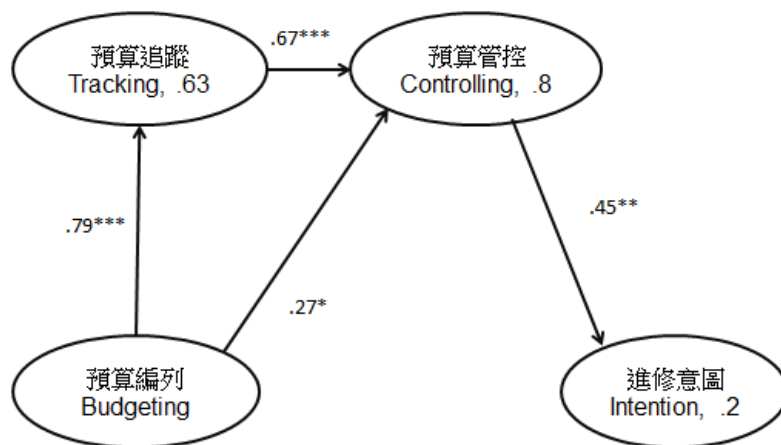 預算追蹤
Tracking, .63
.67***
預算管控
Controlling, .8
.79***
.27*
.45**
預算編列
Budgeting
進修意圖
Intention, .2